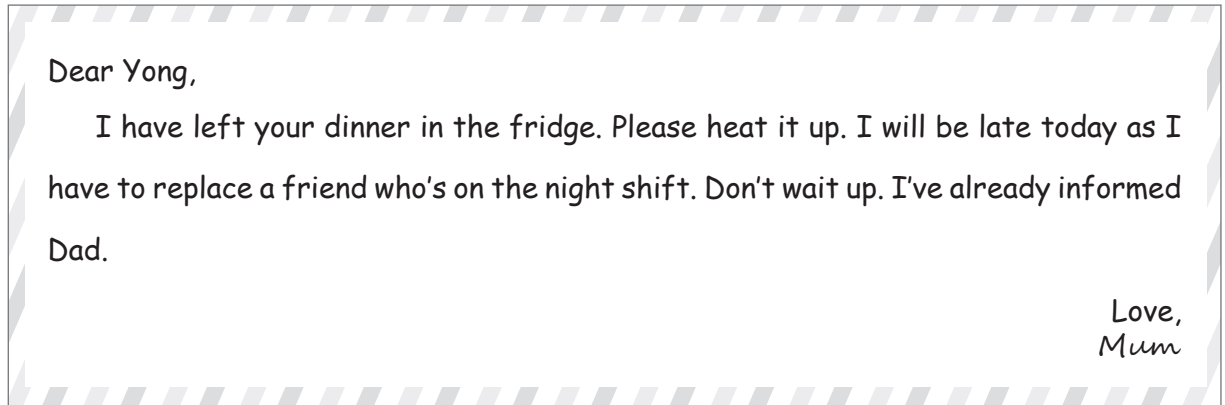 Dear Yong,
I have left your dinner in the fridge. Please heat it up. I will be late today as I
have to replace a friend who's on the night shift. Don't wait up. I've already informed
Dad.
Love,
Mum